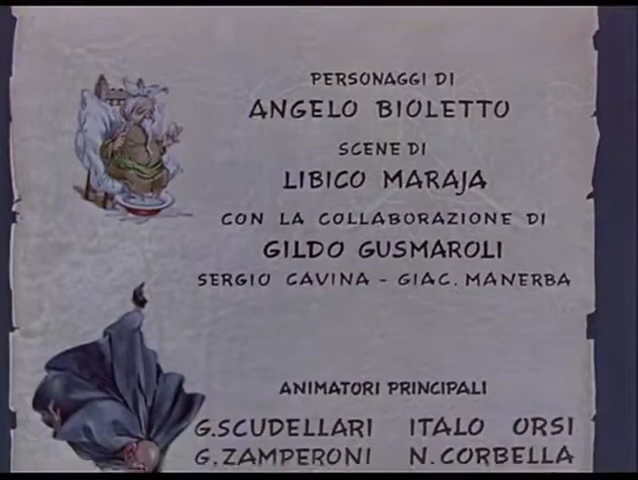 PERSONAGGI DI
ANGELO BIOLETTO
SCENE DI
LIBICO MARAJA
CON LA COLLABORAZIONE DI
GILDO GUSMAROLI
SERGIO CAVINA - GIAC. MANERBA
ANIMATORI PRINCIPALI
G. SCUDELLARI ITALO ORSI
G. ZAMPERONI N. CORBELLA